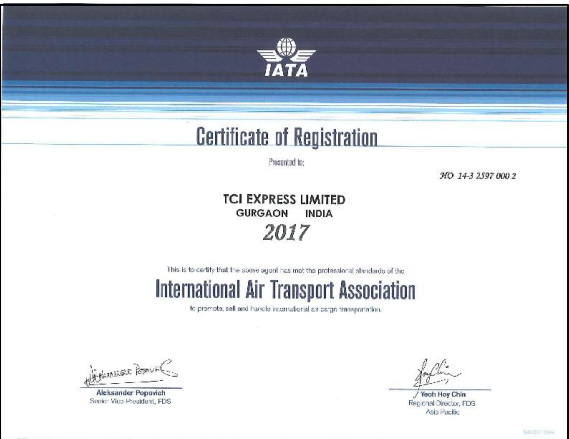 IATA
Certificate of Registration
Presented to:
HO 14-3 2597 000 2
TCI EXPRESS LIMITED
GURGAON INDIA
2017
This is to certify that the above agent has met the professional standards of the
International Air Transport Association
to promote, sell and handle international air cargo transportation.
Aleksander Popovich
Aleksander Popovich
Senior Vice President, FDS
Yeoh Hoy Chin
Regional Director, FDS
Asia Pacific